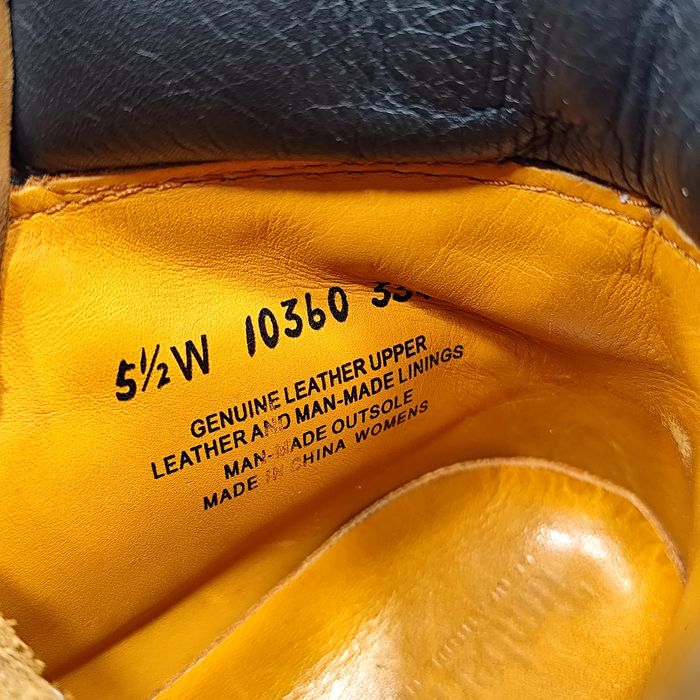 5½W 10360
GENUINE LEATHER UPPER
LEATHER AND MAN-MADE LININGS
MAN-MADE OUTSOLE
MADE IN CHINA WOMENS